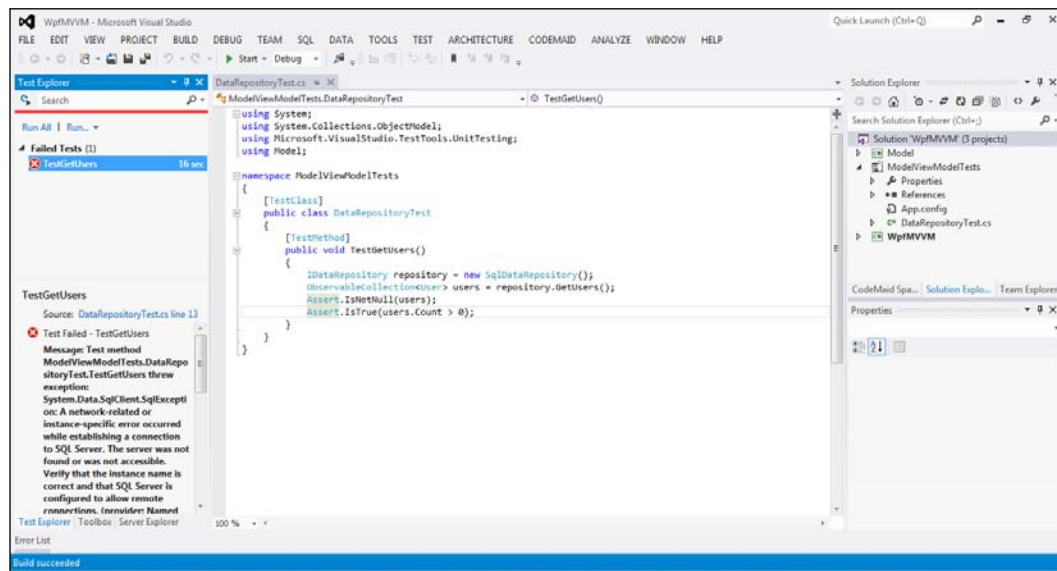 WpfMVVM - Microsoft Visual Studio
Quick Launch (Ctrl+Q)
FILE EDIT VIEW PROJECT BUILD DEBUG TEAM SQL DATA TOOLS TEST ARCHITECTURE CODEMAID ANALYZE WINDOW HELP
Start - Debug
Test Explorer
Search
Run All | Run...
Failed Tests (1)
TestGetUsers 16 sec
TestGetUsers
Source: DataRepositoryTest.cs line 13
Test Failed - TestGetUsers
Message: Test method
ModelViewModelTests.DataRepo
sitoryTest.TestGetUsers threw
exception:
System.Data.SqlClient.SqlExcepti
on: A network-related or
instance-specific error occurred
while establishing a connection
to SQL Server. The server was not
found or was not accessible.
Verify that the instance name is
correct and that SQL Server is
configured to allow remote
connections. (provider: Named
Test Explorer Toolbox Server Explorer
DataRepositoryTest.cs
ModelViewModelTests.DataRepositoryTest
TestGetUsers()
using System;
using System.Collections.ObjectModel;
using Microsoft.VisualStudio.TestTools.UnitTesting;
using Model;
namespace ModelViewModelTests
{
[TestClass]
public class DataRepositoryTest
{
[TestMethod]
public void TestGetUsers()
{
IDataRepository repository = new SqlDataRepository();
ObservableCollection<User> users = repository.GetUsers();
Assert.IsNotNull(users);
Assert.IsTrue(users.Count > 0);
}
}
}
100 %
Solution Explorer
Search Solution Explorer (Ctrl+;)
Solution 'WpfMVVM' (3 projects)
Model
ModelViewModelTests
Properties
References
App.config
DataRepositoryTest.cs
WpfMVVM
CodeMaid Spa... Solution Explo... Team Explorer
Properties
Error List
Build succeeded